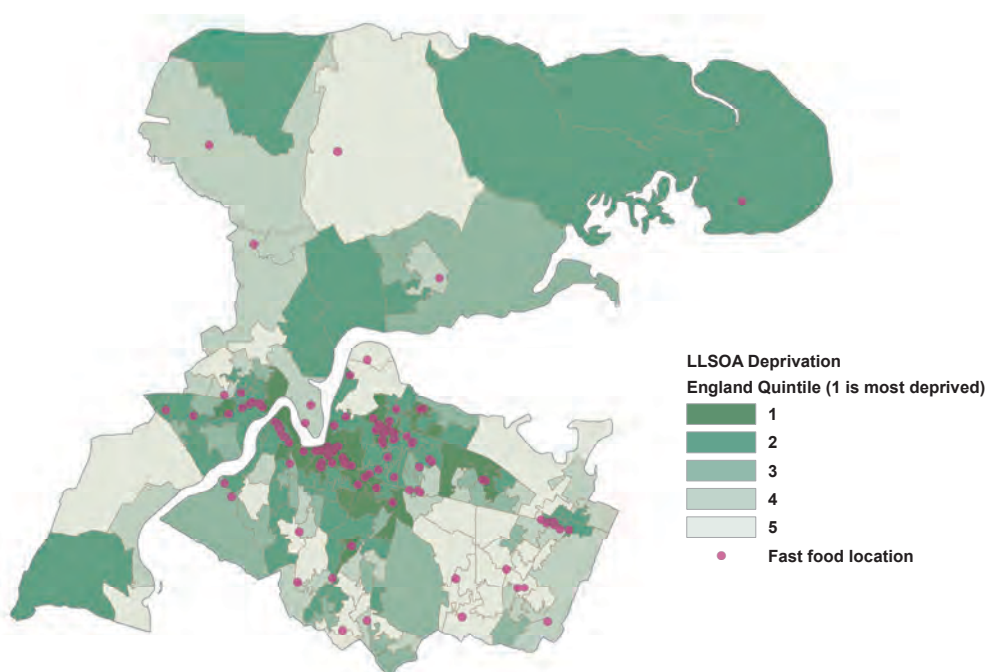 LLSOA Deprivation
England Quintile (1 is most deprived)
1
2
3
4
5
Fast food location